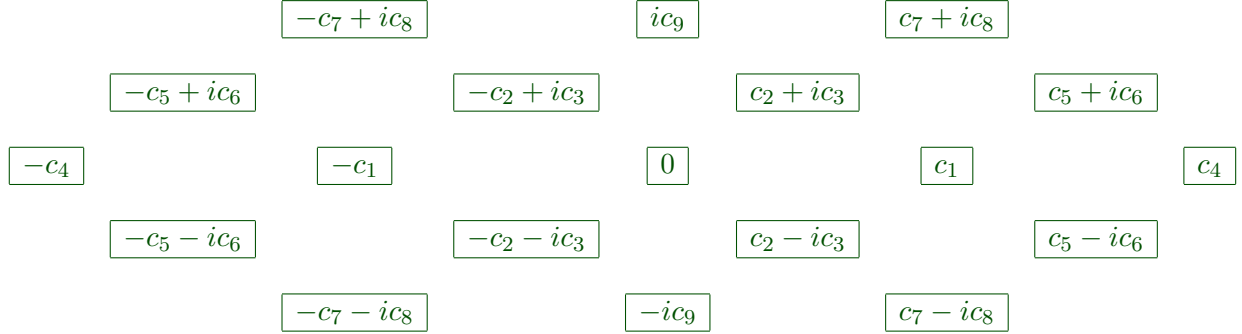 −c₇ + ic₈ ic₉ c₇ + ic₈
−c₅ + ic₆ −c₂ + ic₃ c₂ + ic₃ c₅ + ic₆
−c₄ −c₁ 0 c₁ c₄
−c₅ − ic₆ −c₂ − ic₃ c₂ − ic₃ c₅ − ic₆
−c₇ − ic₈ −ic₉ c₇ − ic₈